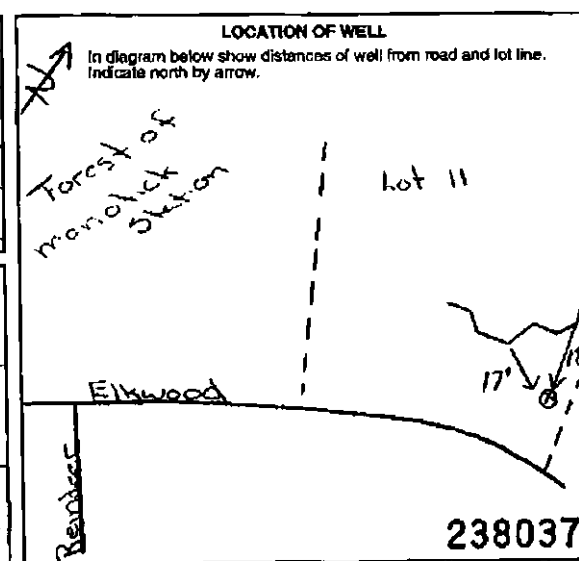 LOCATION OF WELL
In diagram below show distances of well from road and lot line.
Indicate north by arrow.
N
Forest of
manotick
Station
Lot 11
17'
Elkwood
Reindeer
238037